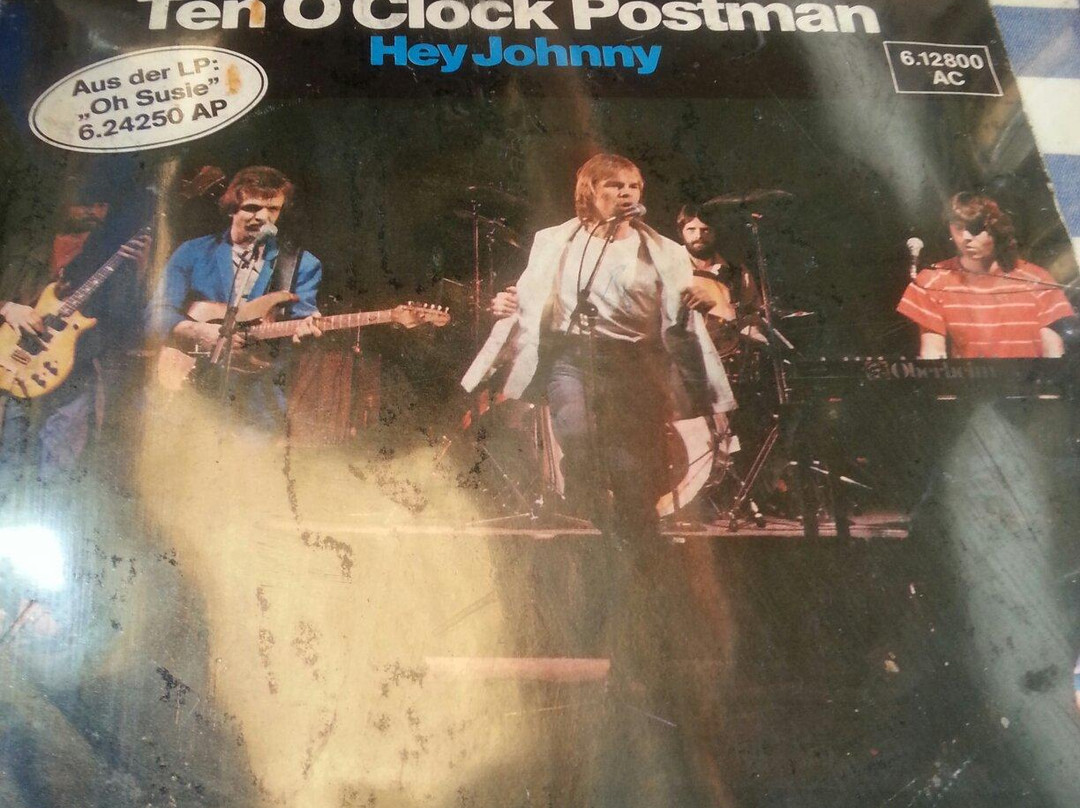 Ten O'Clock Postman
Hey Johnny
Aus der LP:
„Oh Susie”
6.24250 AP
6.12800
AC
Oberheim